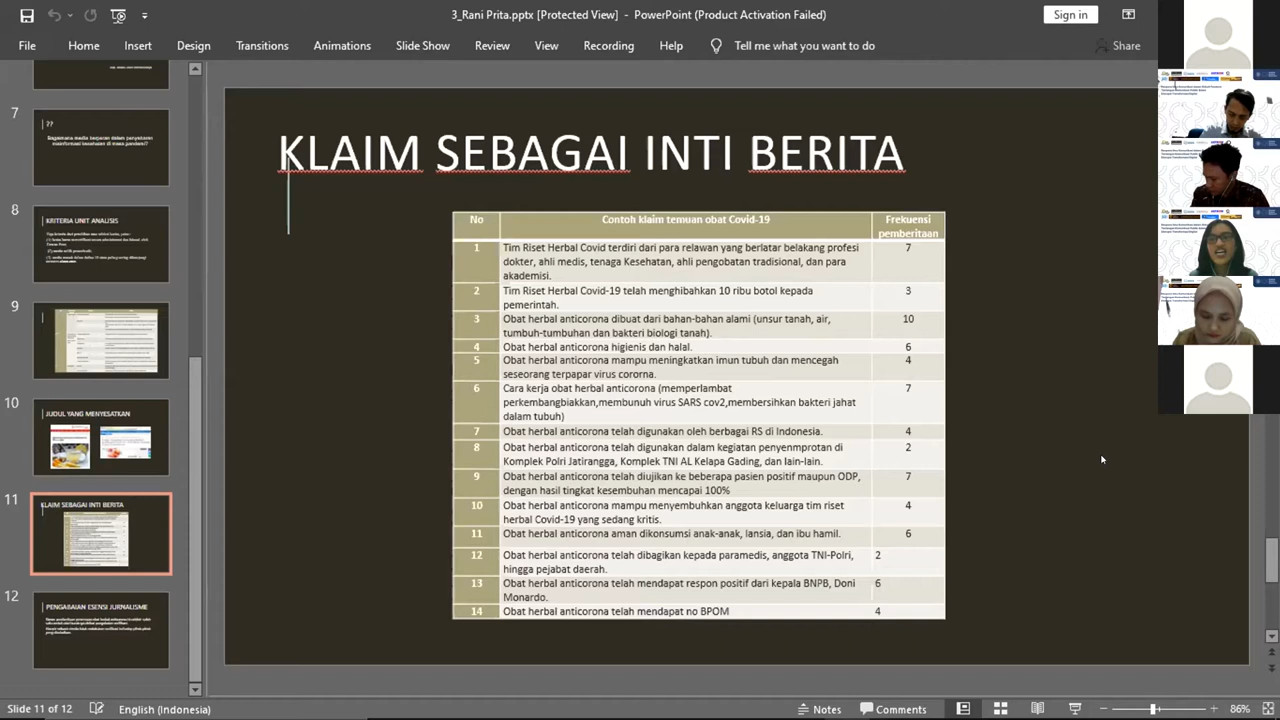 3_Rani Prita.pptx [Protected View] - PowerPoint (Product Activation Failed)
Sign in
File Home Insert Design Transitions Animations Slide Show Review View Recording Help Tell me what you want to do Share
7
??
Bagaimana media berperan dalam penyebaran
misinformasi kesehatan di masa pandemi?
8
KRITERIA UNIT ANALISIS
9
10
JUDUL YANG MENYESATKAN
11
KLAIM SEBAGAI INTI BERITA
12
PENGABAIAN ESENSI JURNALISME
KLAIM SEBAGAI INTI BERITA
No Contoh klaim temuan obat Covid-19 Frekuensi
pemberitaan
1 Tim Riset Herbal Covid terdiri dari para relawan yang berlatar belakang profesi 7
dokter, ahli medis, tenaga Kesehatan, ahli pengobatan tradisional, dan para
akademisi.
2 Tim Riset Herbal Covid-19 telah menghibahkan 10 ribu botol kepada
pemerintah.
3 Obat herbal anticorona dibuat dari bahan-bahan alam (unsur tanah, air, 10
tumbuh-tumbuhan dan bakteri biologi tanah).
4 Obat herbal anticorona higienis dan halal. 6
5 Obat herbal anticorona mampu meningkatkan imun tubuh dan mencegah 4
seseorang terpapar virus cororna.
6 Cara kerja obat herbal anticorona (memperlambat 7
perkembangbiakkan,membunuh virus SARS cov2,membersihkan bakteri jahat
dalam tubuh)
7 Obat herbal anticorona telah digunakan oleh berbagai RS di Indonesia. 4
8 Obat herbal anticorona telah digunakan dalam kegiatan penyenmprotan di 2
Komplek Polri Jatirangga, Komplek TNI AL Kelapa Gading, dan lain-lain.
9 Obat herbal anticorona telah diujikan ke beberapa pasien positif maupun ODP, 7
dengan hasil tingkat kesembuhan mencapai 100%
10 Obat herbal anticorona mampu menyembuhkan anggota keluarga tim riset 4
herbal Covid-19 yang sedang kritis.
11 Obat herbal anticorona aman dikonsumsi anak-anak, lansia, dan ibu hamil. 6
12 Obat herbal anticorona telah dibagikan kepada paramedis, anggota TNI-Polri, 2
hingga pejabat daerah.
13 Obat herbal anticorona telah mendapat respon positif dari kepala BNPB, Doni 6
Monardo.
14 Obat herbal anticorona telah mendapat no BPOM 4
Slide 11 of 12 English (Indonesia) Notes Comments 86%